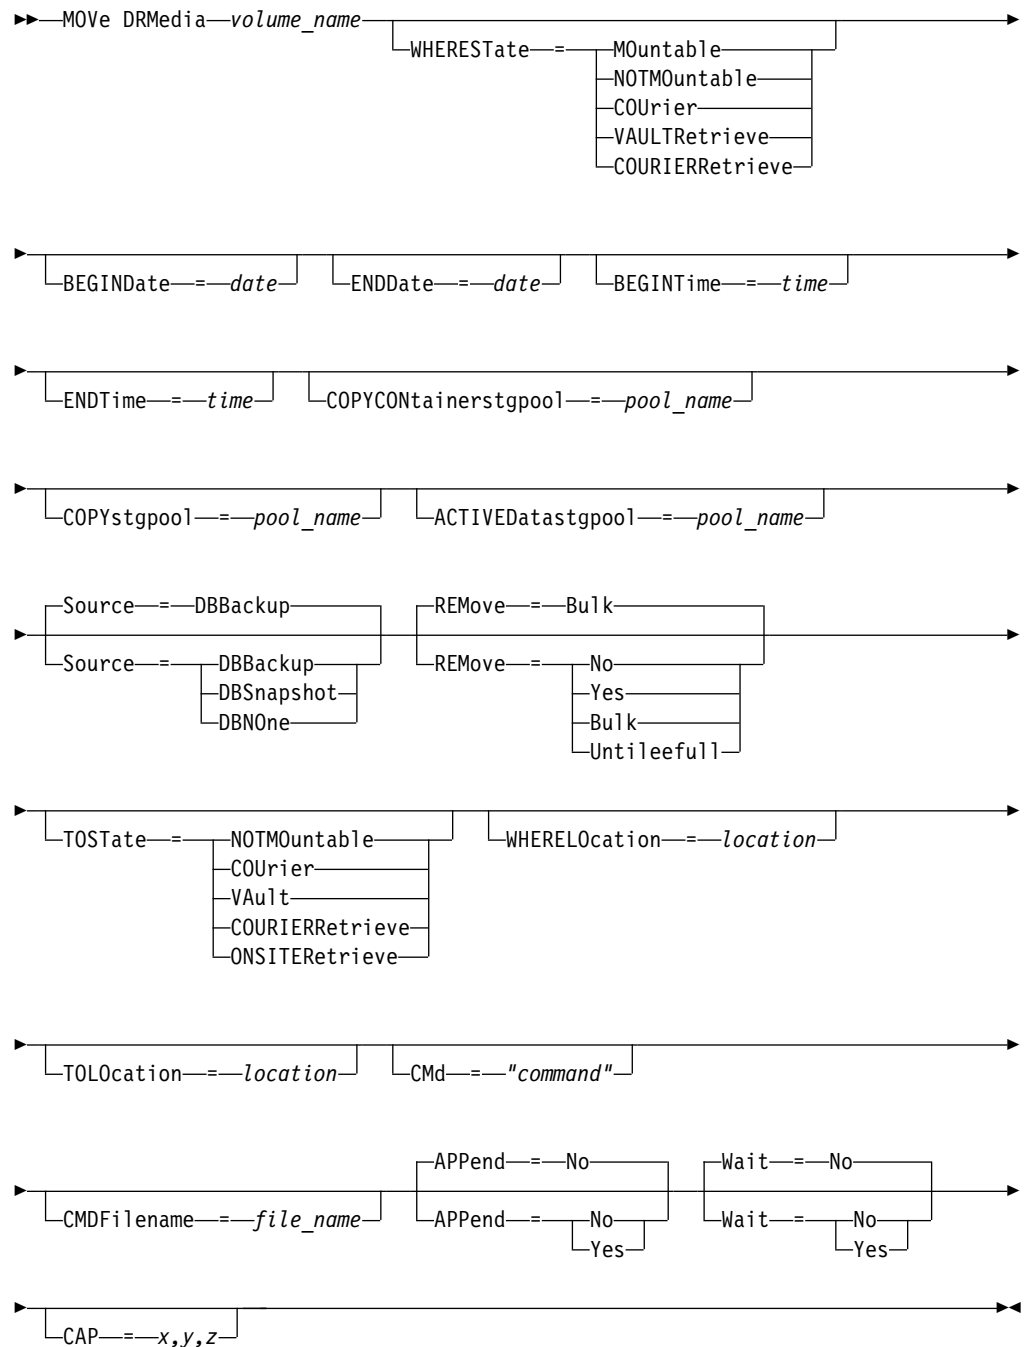 MOVe DRMedia volume_name
WHERESTate = MOuntable
NOTMOuntable
COUrier
VAULTRetrieve
COURIERRetrieve
BEGINDate = date ENDDate = date BEGINTime = time
ENDTime = time COPYCONtainerstgpool = pool_name
COPYstgpool = pool_name ACTIVEDatastgpool = pool_name
Source = DBBackup REMove = Bulk
Source = DBBackup REMove = No
DBSnapshot Yes
DBNOne Bulk
Untileefull
TOSTate = NOTMOuntable WHERELOcation = location
COUrier
VAult
COURIERRetrieve
ONSITERetrieve
TOLOcation = location CMd = "command"
APPend = No Wait = No
CMDFilename = file_name APPend = No Wait = No
Yes Yes
CAP = x,y,z